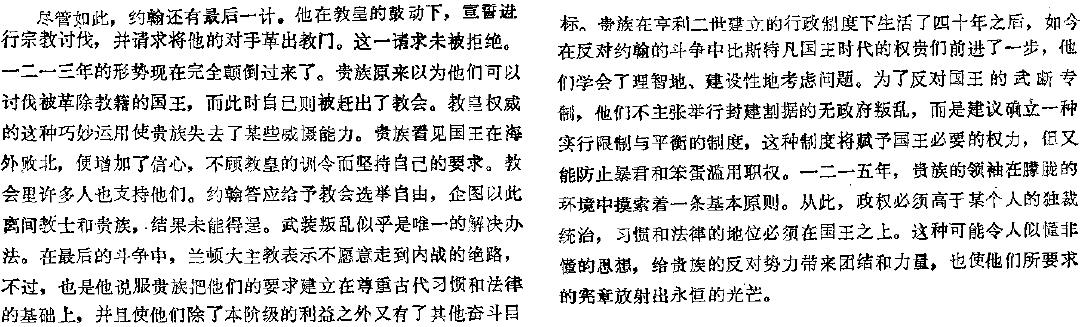 尽管如此，约翰还有最后一计。他在教皇的鼓动下，宣誓进
行宗教讨伐，并请求将他的对手革出教门。这一请求未被拒绝。
一二一三年的形势现在完全颠倒过来了。贵族原来以为他们可以
讨伐被革除教籍的国王，而此时自己则被赶出了教会。教皇权威
的这种巧妙运用使贵族失去了某些威慑能力。贵族看见国王在海
外败北，便增加了信心，不顾教皇的训令而坚持自己的要求。教
会里许多人也支持他们。约翰答应给予教会选举自由，企图以此
离间教士和贵族，结果未能得逞。武装叛乱似乎是唯一的解决办
法。在最后的斗争中，兰顿大主教表示不愿意走到内战的绝路，
不过，也是他说服贵族把他们的要求建立在尊重古代习惯和法律
的基础上，并且使他们除了本阶级的利益之外又有了其他奋斗目
标。贵族在亨利二世建立的行政制度下生活了四十年之后，如今
在反对约翰的斗争中比斯特凡国王时代的权贵们前进了一步，他
们学会了理智地、建设性地考虑问题。为了反对国王的武断专
制，他们不主张举行封建割据的无政府叛乱，而是建议确立一种
实行限制与平衡的制度，这种制度将赋予国王必要的权力，但又
能防止暴君和笨蛋滥用职权。一二一五年，贵族的领袖在朦胧的
环境中摸索着一条基本原则。从此，政权必须高于某个人的独裁
统治，习惯和法律的地位必须在国王之上。这种可能令人似懂非
懂的思想，给贵族的反对势力带来团结和力量，也使他们所要求
的宪章放射出永恒的光芒。